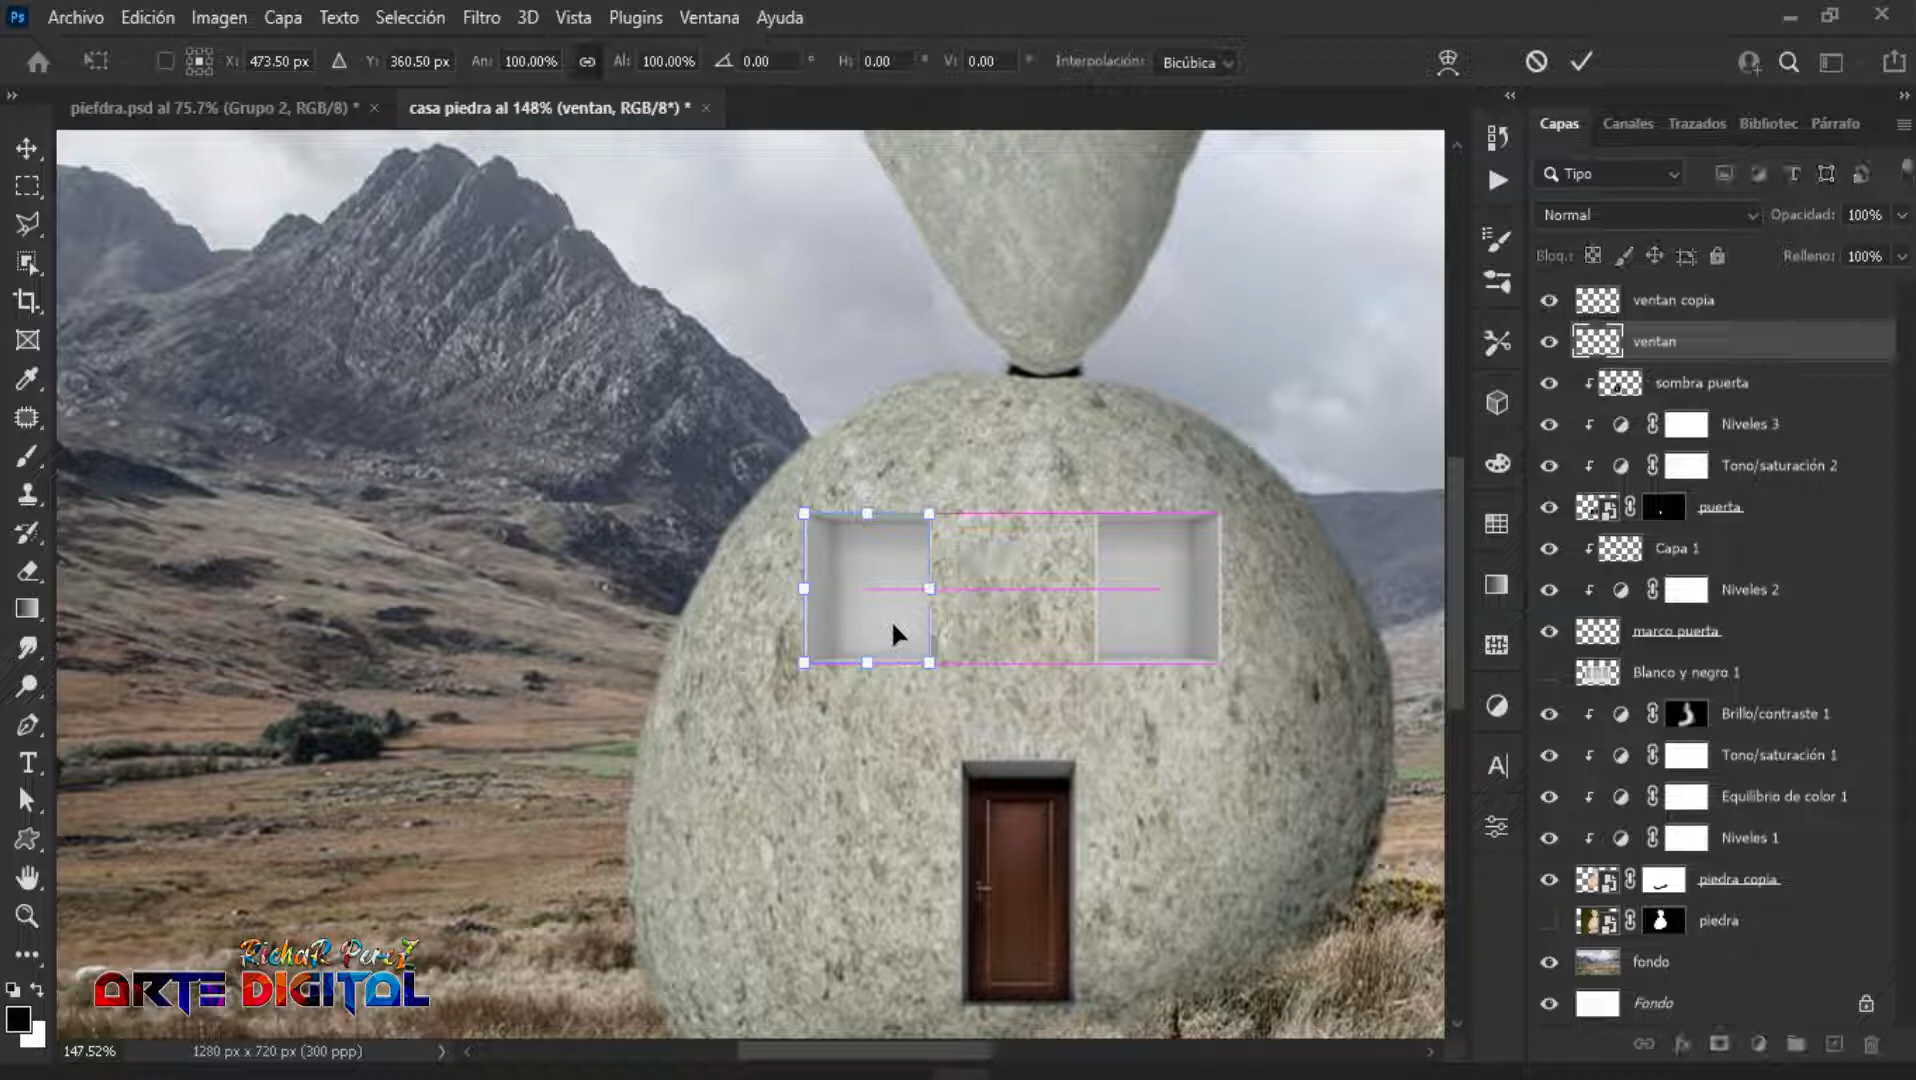 Ps Archivo Edición Imagen Capa Texto Selección Filtro 3D Vista Plugins Ventana Ayuda
X: 473.50 px Y: 360.50 px An: 100.00% Al: 100.00% 0.00 ° H: 0.00 ° V: 0.00 ° Interpolación: Bicúbica
piefdra.psd al 75.7% (Grupo 2, RGB/8) * ×
casa piedra al 148% (ventan, RGB/8*) * ×
Capas Canales Trazados Bibliotec Párrafo
Tipo
Normal Opacidad: 100%
Bloq.: Relleno: 100%
ventan copia
ventan
sombra puerta
Niveles 3
Tono/saturación 2
puerta
Capa 1
Niveles 2
marco puerta
Blanco y negro 1
Brillo/contraste 1
Tono/saturación 1
Equilibrio de color 1
Niveles 1
piedra copia
piedra
fondo
Fondo
RichaR PereZ
ARTE DIGITAL
147.52% 1280 px x 720 px (300 ppp)